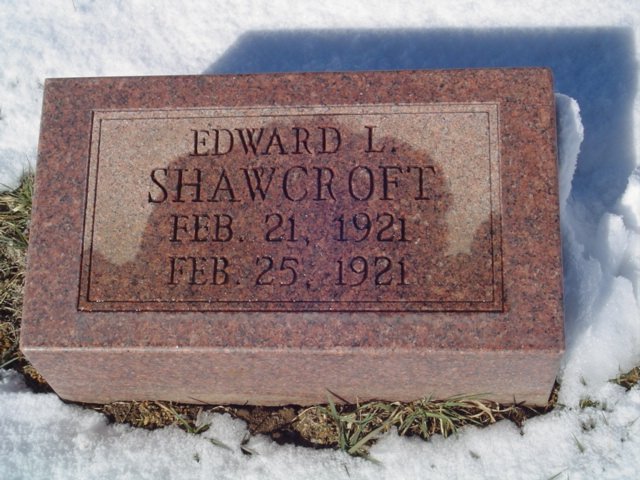 EDWARD L.
SHAWCROFT
FEB. 21, 1921
FEB. 25, 1921